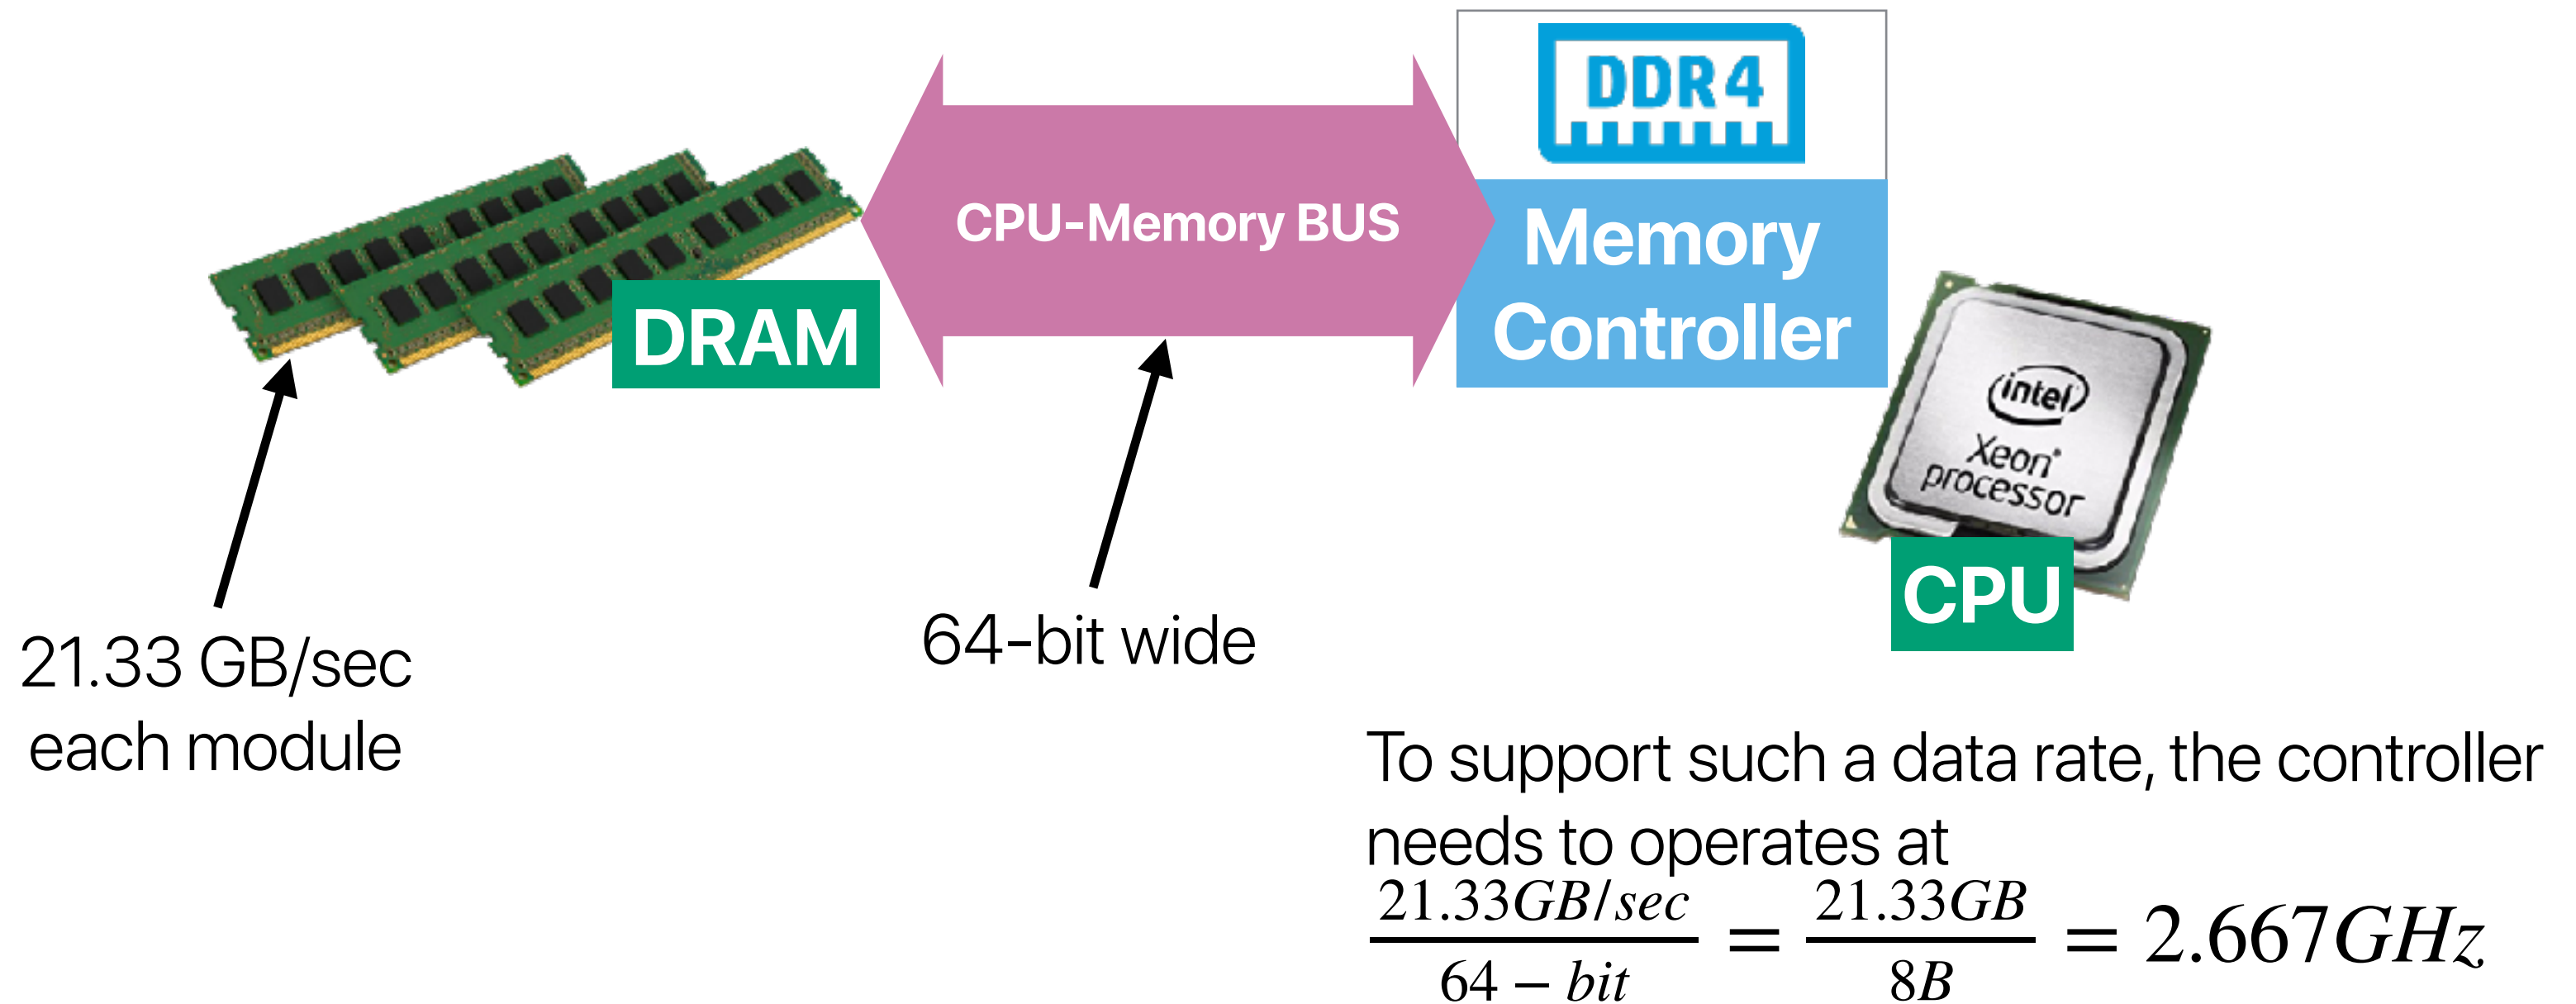 DDR4
CPU-Memory BUS
Memory
Controller
DRAM
intel
Xeon®
processor
CPU
21.33 GB/sec
each module
64-bit wide
To support such a data rate, the controller
needs to operates at
21.33GB/sec / 64 − bit = 21.33GB / 8B = 2.667GHz